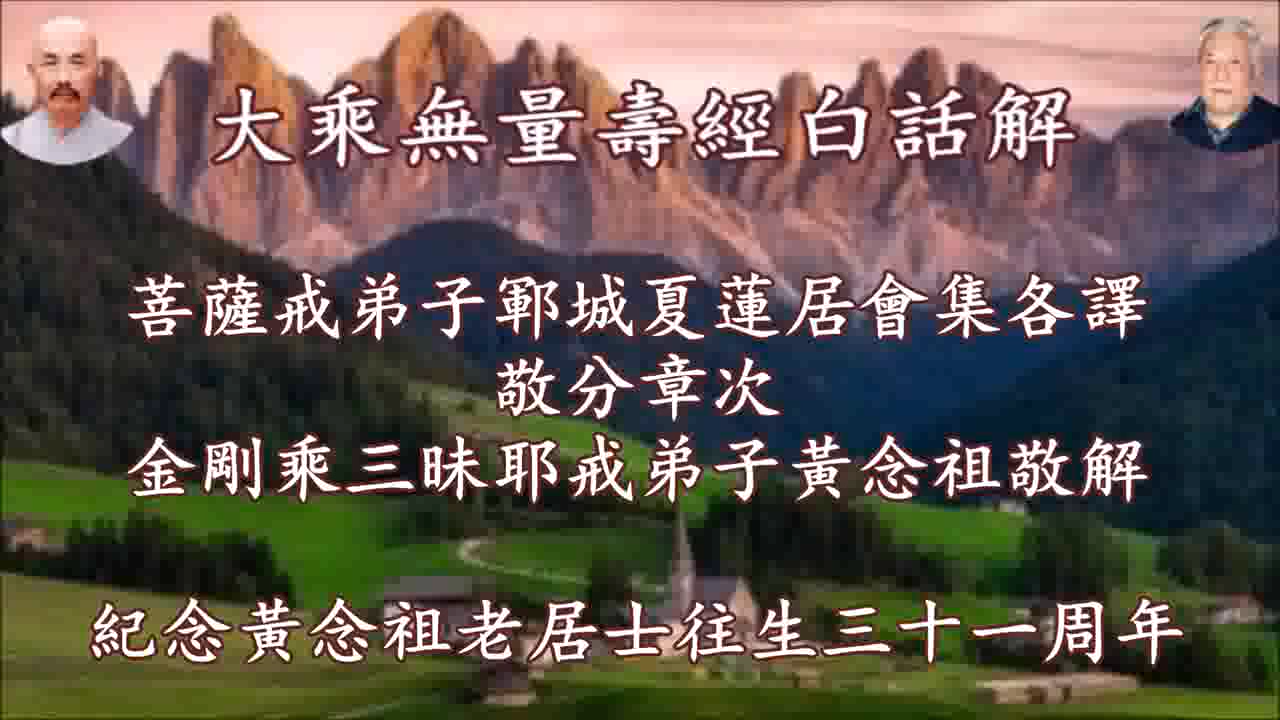 大乘無量壽經白話解
菩薩戒弟子鄆城夏蓮居會集各譯
敬分章次
金剛乘三昧耶戒弟子黃念祖敬解
紀念黃念祖老居士往生三十一周年